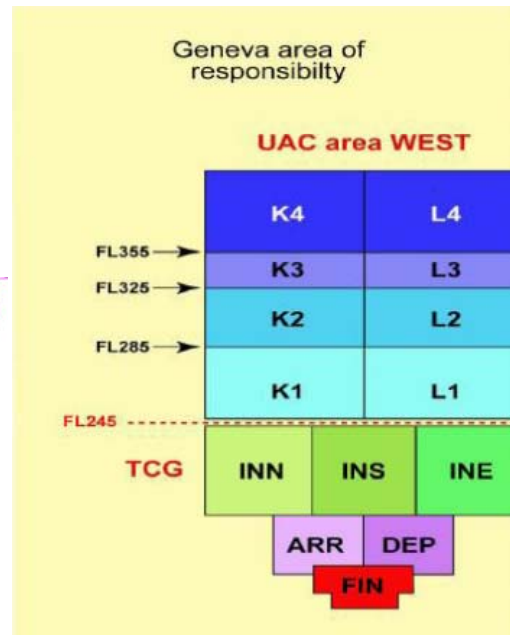 Geneva area of
responsibilty
UAC area WEST
K4 L4
FL355
K3 L3
FL325
K2 L2
FL285
K1 L1
FL245
TCG INN INS INE
ARR DEP
FIN